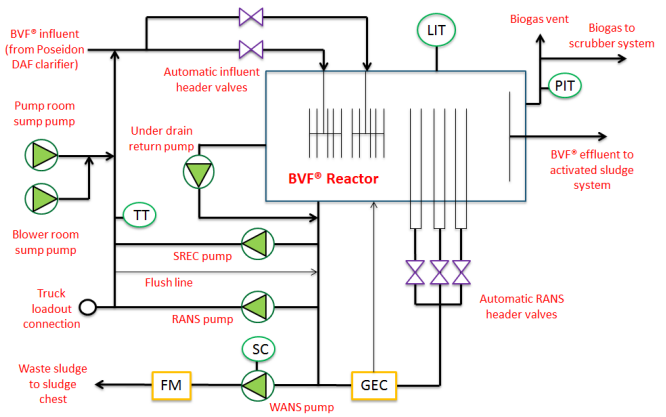 BVF® influent
(from Poseidon
DAF clarifier)
Automatic influent
header valves
LIT
Biogas vent
Biogas to
scrubber system
PIT
Pump room
sump pump
Under drain
return pump
BVF® Reactor
BVF® effluent to
activated sludge
system
TT
Blower room
sump pump
SREC pump
Flush line
Truck
loadout
connection
RANS pump
Automatic RANS
header valves
SC
Waste sludge
to sludge
chest
FM
WANS pump
GEC